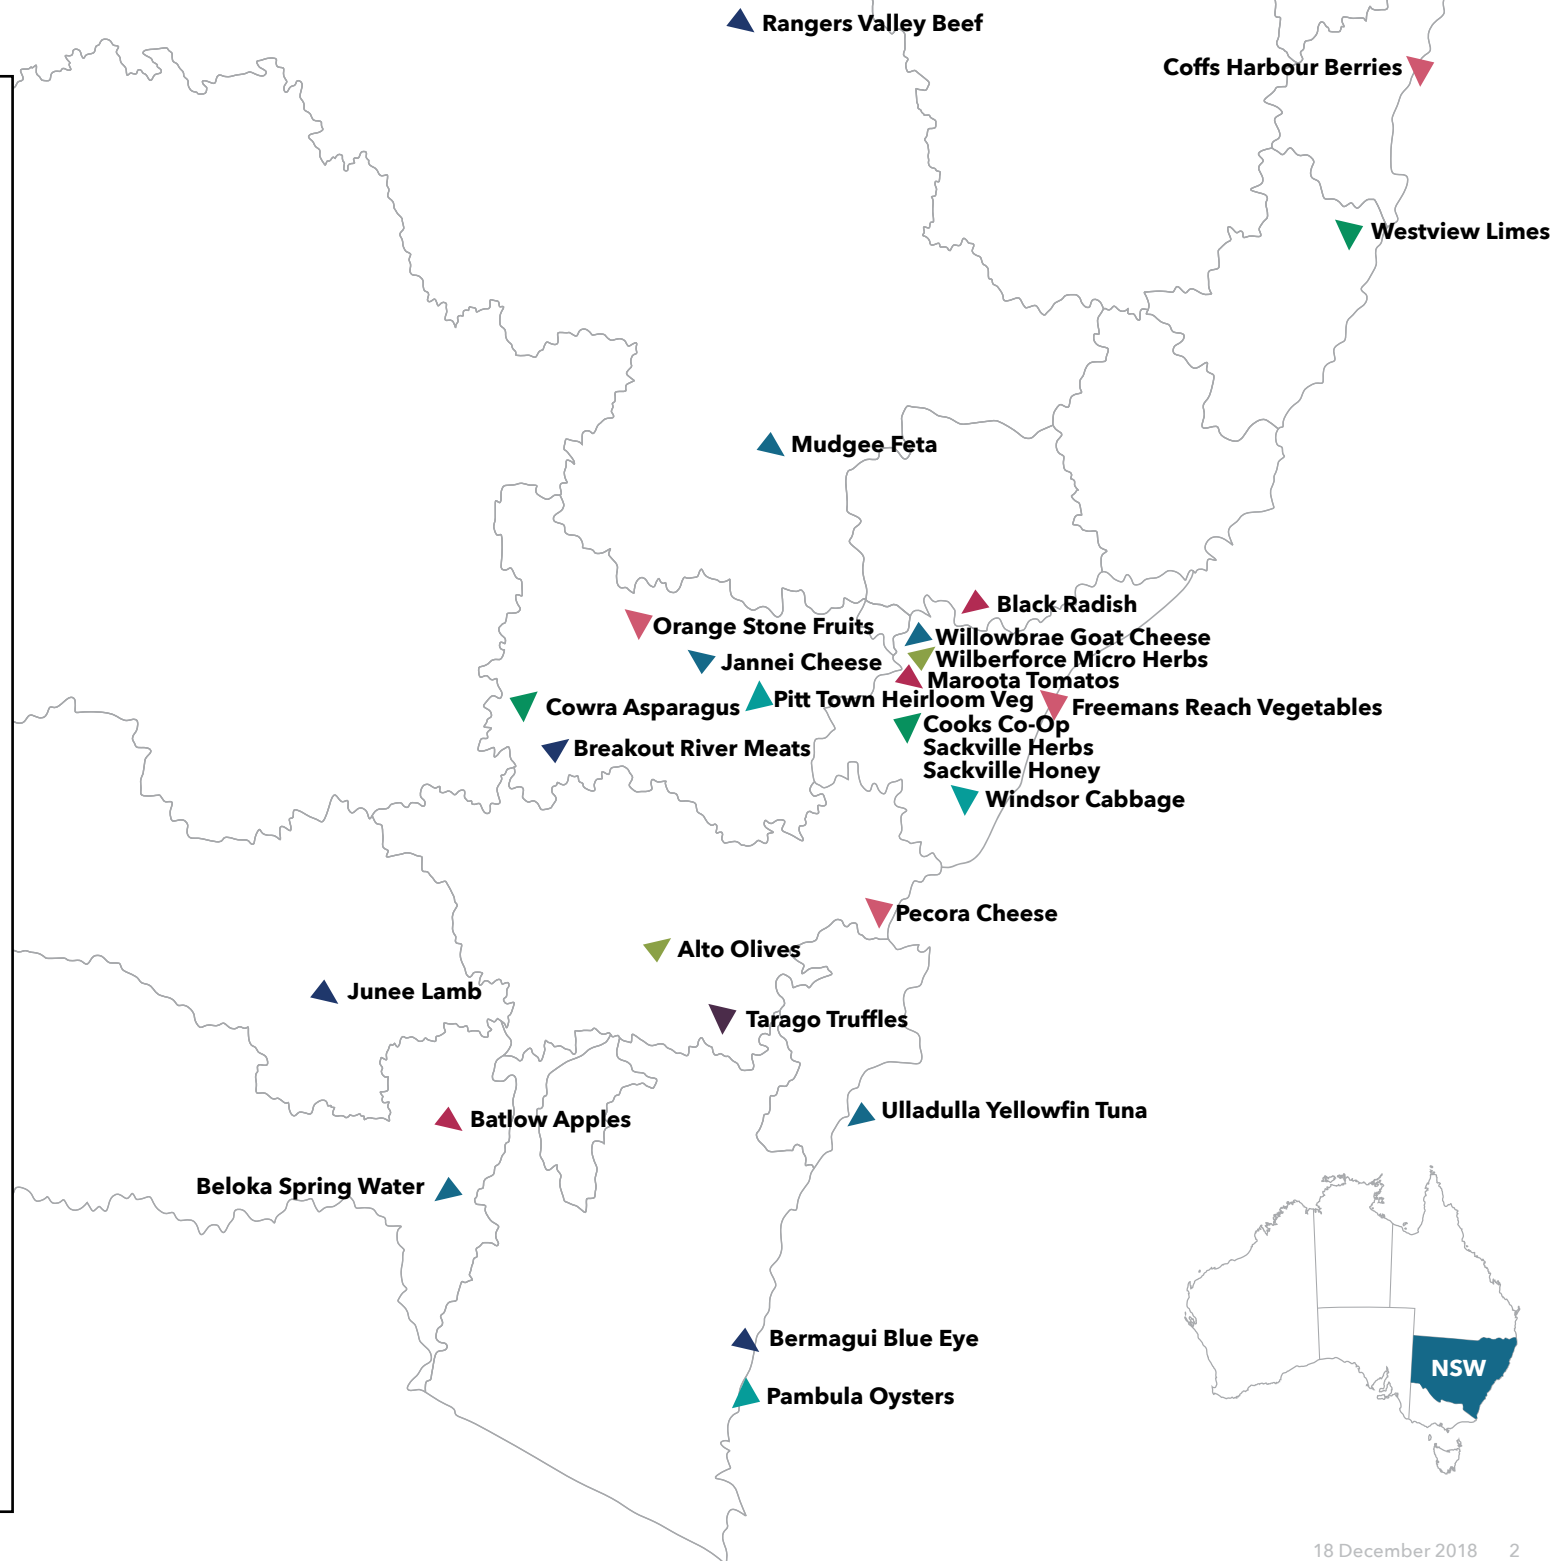 Rangers Valley Beef
Coffs Harbour Berries
Westview Limes
Mudgee Feta
Black Radish
Orange Stone Fruits
Willowbrae Goat Cheese
Jannei Cheese
Wilberforce Micro Herbs
Maroota Tomatos
Pitt Town Heirloom Veg
Cowra Asparagus
Freemans Reach Vegetables
Cooks Co-Op
Sackville Herbs
Sackville Honey
Breakout River Meats
Windsor Cabbage
Pecora Cheese
Alto Olives
Junee Lamb
Tarago Truffles
Batlow Apples
Ulladulla Yellowfin Tuna
Beloka Spring Water
Bermagui Blue Eye
NSW
Pambula Oysters
18 December 2018 2